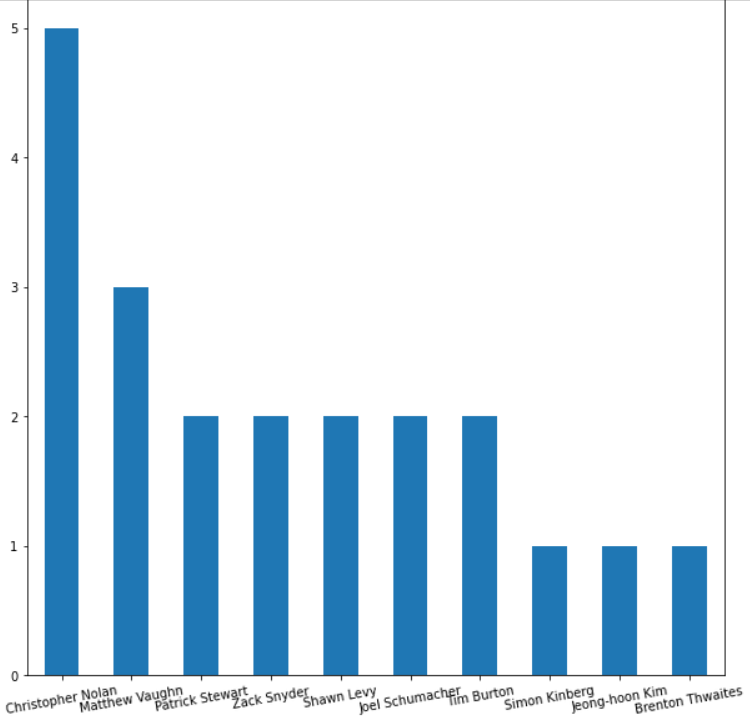 5
4
3
2
1
0
Christopher Nolan
Matthew Vaughn
Patrick Stewart
Zack Snyder
Shawn Levy
Joel Schumacher
Tim Burton
Simon Kinberg
Jeong-hoon Kim
Brenton Thwaites